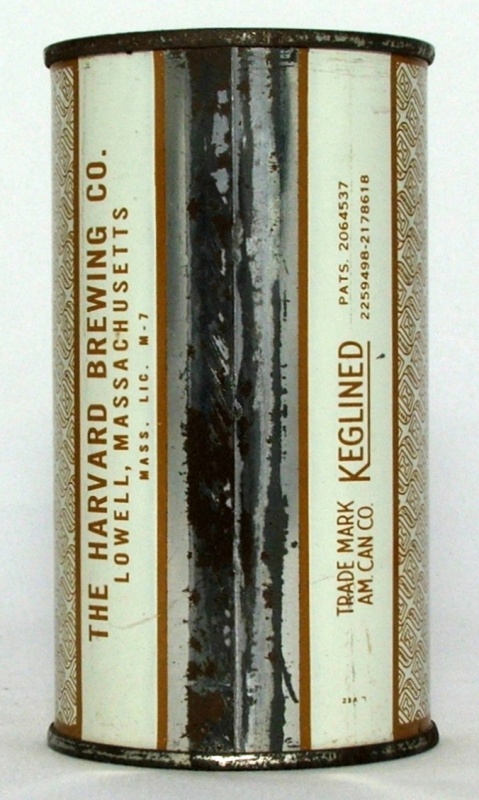 THE HARVARD BREWING CO.
LOWELL, MASSACHUSETTS
MASS. LIC. M-7
TRADE MARK
AM. CAN CO.
KEGLINED
PATS. 2064537
2259498-2178618